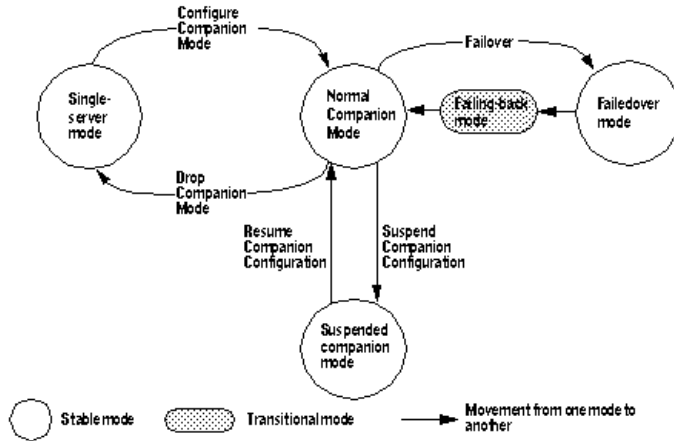 Configure
Companion
Mode
Failover
Single-
server
mode
Normal
Companion
Mode
Failing-back
mode
Failedover
mode
Drop
Companion
Mode
Resume
Companion
Configuration
Suspend
Companion
Configuration
Suspended
companion
mode
Stable mode
Transitional mode
Movement from one mode to
another